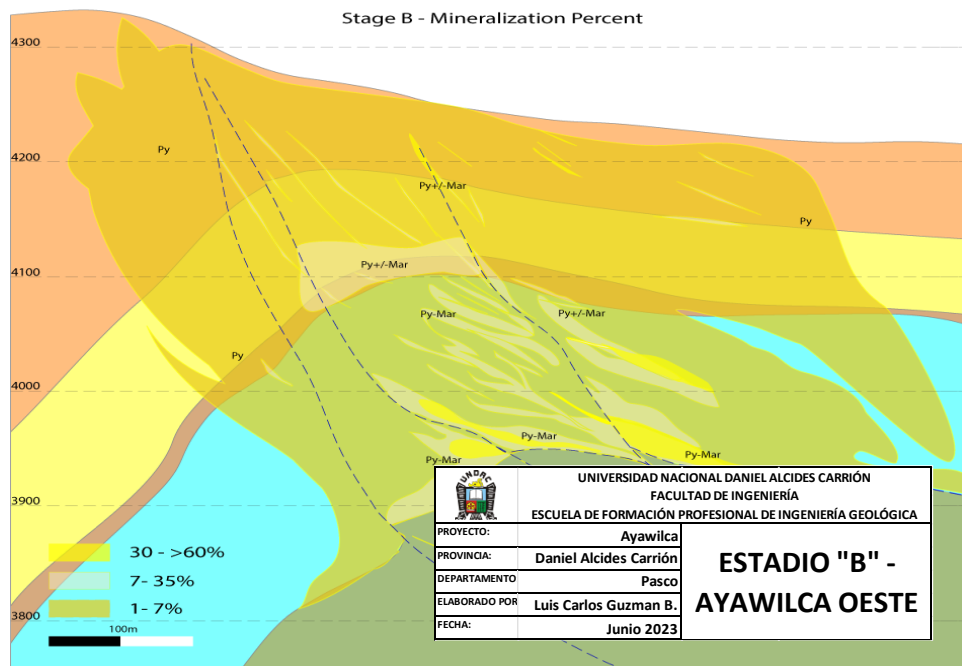 Stage B - Mineralization Percent
4300
4200
4100
4000
3900
3800
Py
Py+/-Mar
Py
Py+/-Mar
Py-Mar
Py+/-Mar
Py
Py-Mar
Py-Mar
Py-Mar
30 - >60%
7- 35%
1- 7%
100m
UNDAC
UNIVERSIDAD NACIONAL DANIEL ALCIDES CARRIÓN
FACULTAD DE INGENIERÍA
ESCUELA DE FORMACIÓN PROFESIONAL DE INGENIERÍA GEOLÓGICA
PROYECTO: Ayawilca
PROVINCIA: Daniel Alcides Carrión
DEPARTAMENTO Pasco
ELABORADO POR Luis Carlos Guzman B.
FECHA: Junio 2023
ESTADIO "B" -
AYAWILCA OESTE